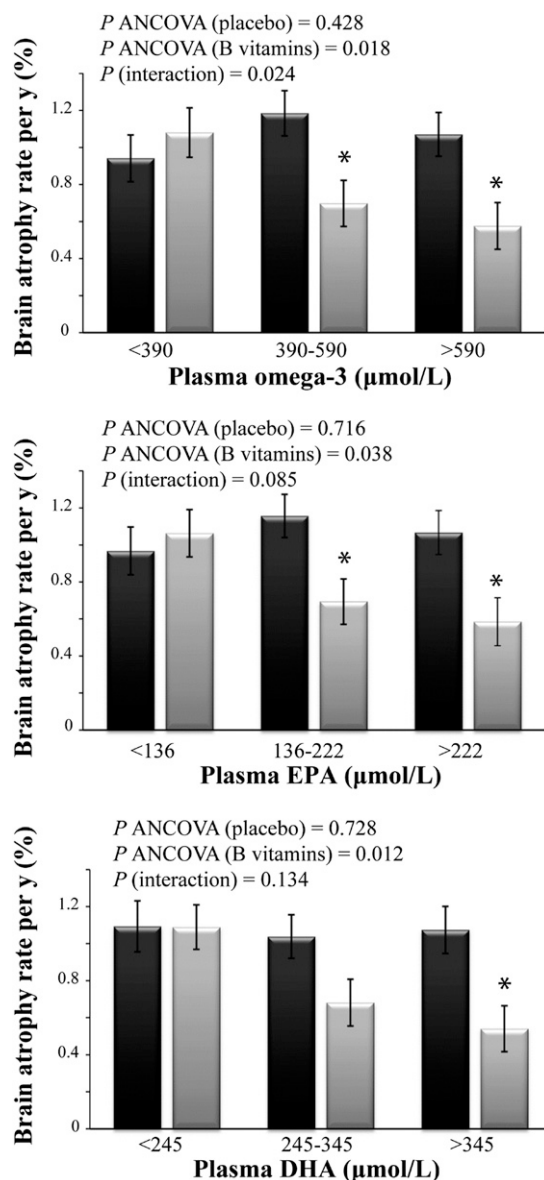 P ANCOVA (placebo) = 0.428
P ANCOVA (B vitamins) = 0.018
P (interaction) = 0.024
Brain atrophy rate per y (%)
1.2
0.8
0.4
0
*
*
<390 390-590 >590
Plasma omega-3 (µmol/L)
P ANCOVA (placebo) = 0.716
P ANCOVA (B vitamins) = 0.038
P (interaction) = 0.085
Brain atrophy rate per y (%)
1.2
0.8
0.4
0
*
*
<136 136-222 >222
Plasma EPA (µmol/L)
P ANCOVA (placebo) = 0.728
P ANCOVA (B vitamins) = 0.012
P (interaction) = 0.134
Brain atrophy rate per y (%)
1.2
0.8
0.4
0
*
<245 245-345 >345
Plasma DHA (µmol/L)